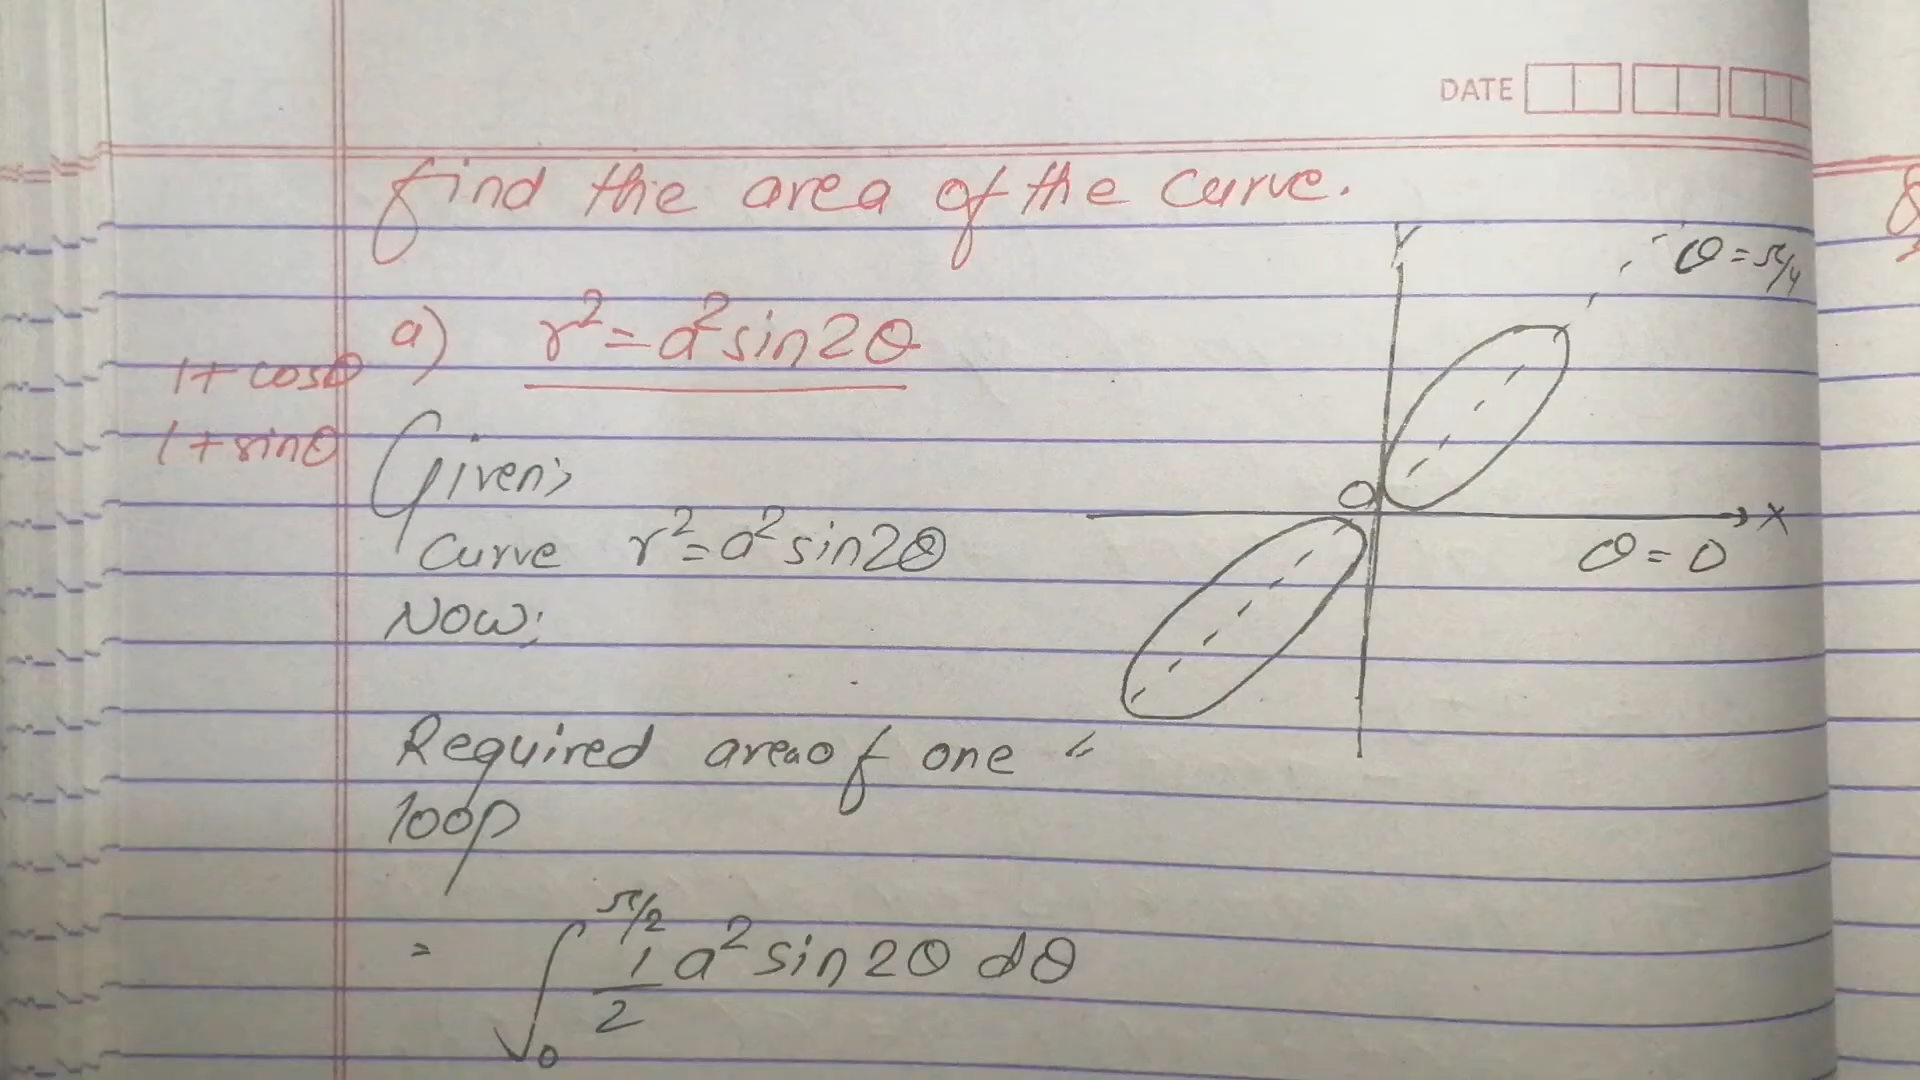 DATE
find the area of the curve.
a) r²=a²sin2θ
1+cosθ
1+sinθ
Given;
Curve r²=a²sin2θ
Now;
Y
θ=π/4
O
X
θ=0
Required area of one =
loop
= ∫₀^π/2 1/2 a² sin2θ dθ